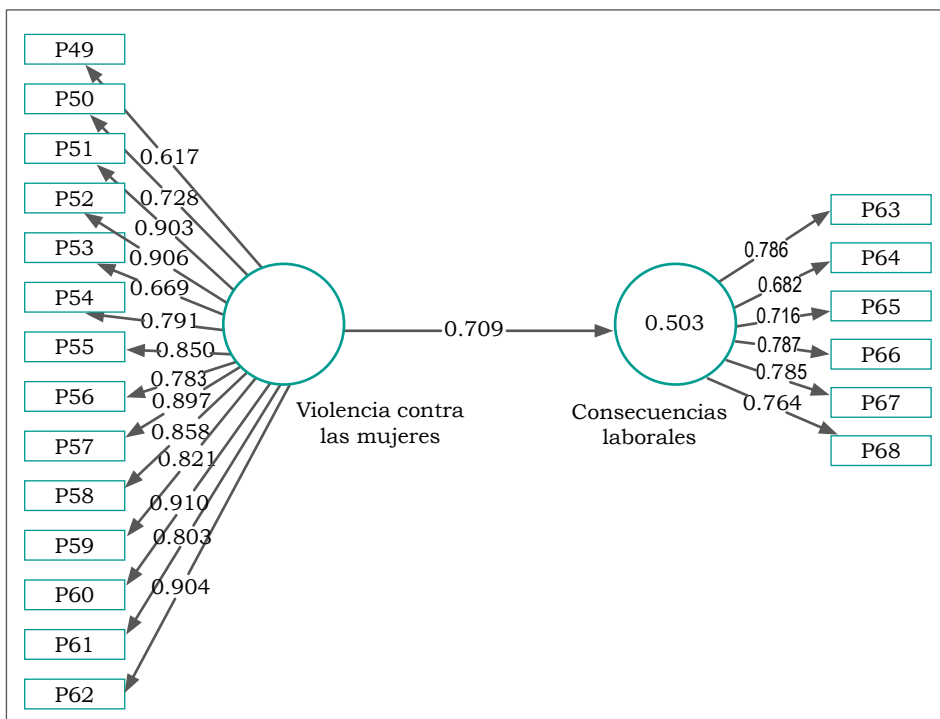 P49
P50
P51
P52
P53
P54
P55
P56
P57
P58
P59
P60
P61
P62
0.617
0.728
0.903
0.906
0.669
0.791
0.850
0.783
0.897
0.858
0.821
0.910
0.803
0.904
Violencia contra
las mujeres
0.709
0.503
Consecuencias
laborales
0.786
0.682
0.716
0.787
0.785
0.764
P63
P64
P65
P66
P67
P68